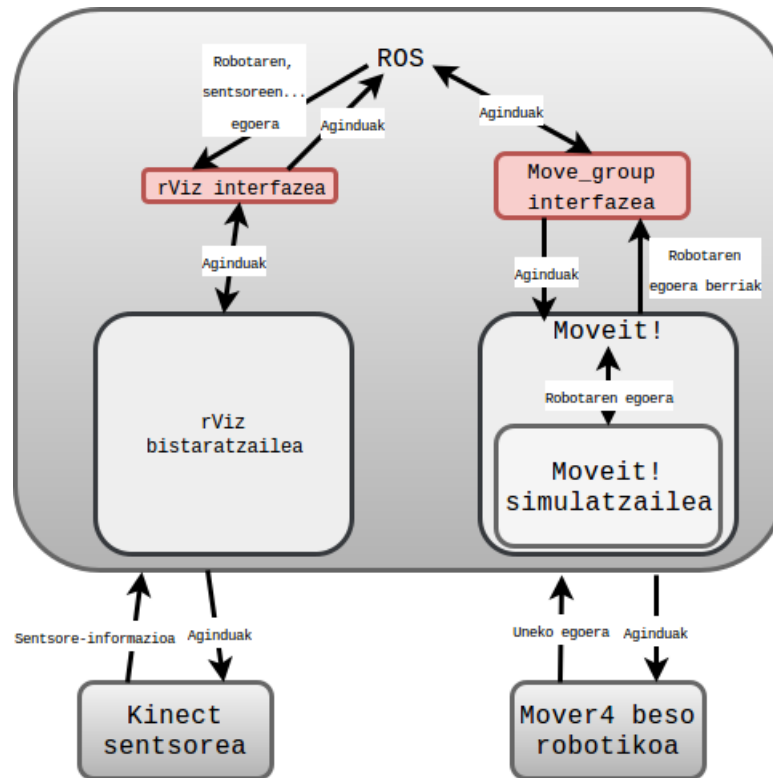 ROS
Robotaren,
sentsoreen...
egoera
Aginduak
Aginduak
rViz interfazea
Move_group
interfazea
Aginduak
Aginduak
Robotaren
egoera berriak
Moveit!
Robotaren egoera
rViz
bistaratzailea
Moveit!
simulatzailea
Sentsore-informazioa
Aginduak
Uneko egoera
Aginduak
Kinect
sentsorea
Mover4 beso
robotikoa